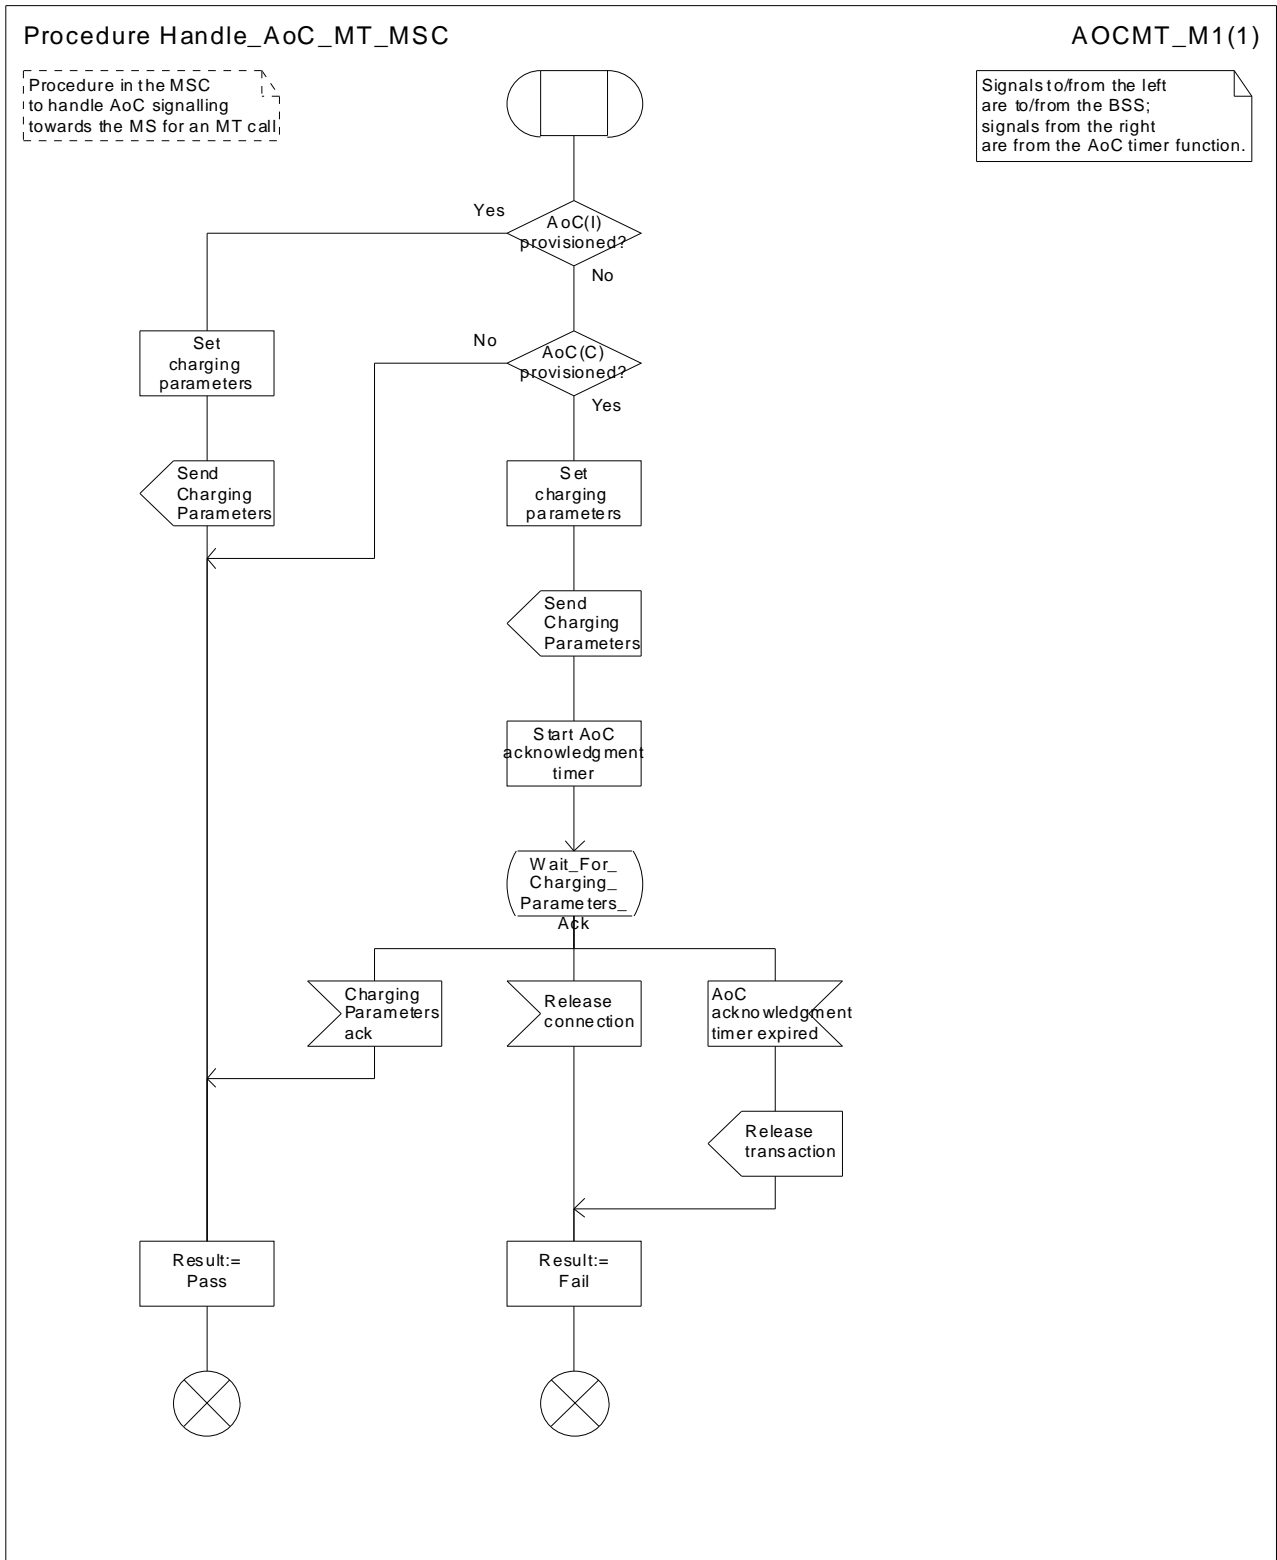 Procedure Handle_AoC_MT_MSC
AOCMT_M1(1)
Procedure in the MSC
to handle AoC signalling
towards the MS for an MT call
Signals to/from the left
are to/from the BSS;
signals from the right
are from the AoC timer function.
Yes
AoC(I)
provisioned?
No
Set
charging
parameters
No
AoC(C)
provisioned?
Yes
Send
Charging
Parameters
Set
charging
parameters
Send
Charging
Parameters
Start AoC
acknowledgment
timer
Wait_For_
Charging_
Parameters_
Ack
Charging
Parameters
ack
Release
connection
AoC
acknowledgment
timer expired
Release
transaction
Result:=
Pass
Result:=
Fail